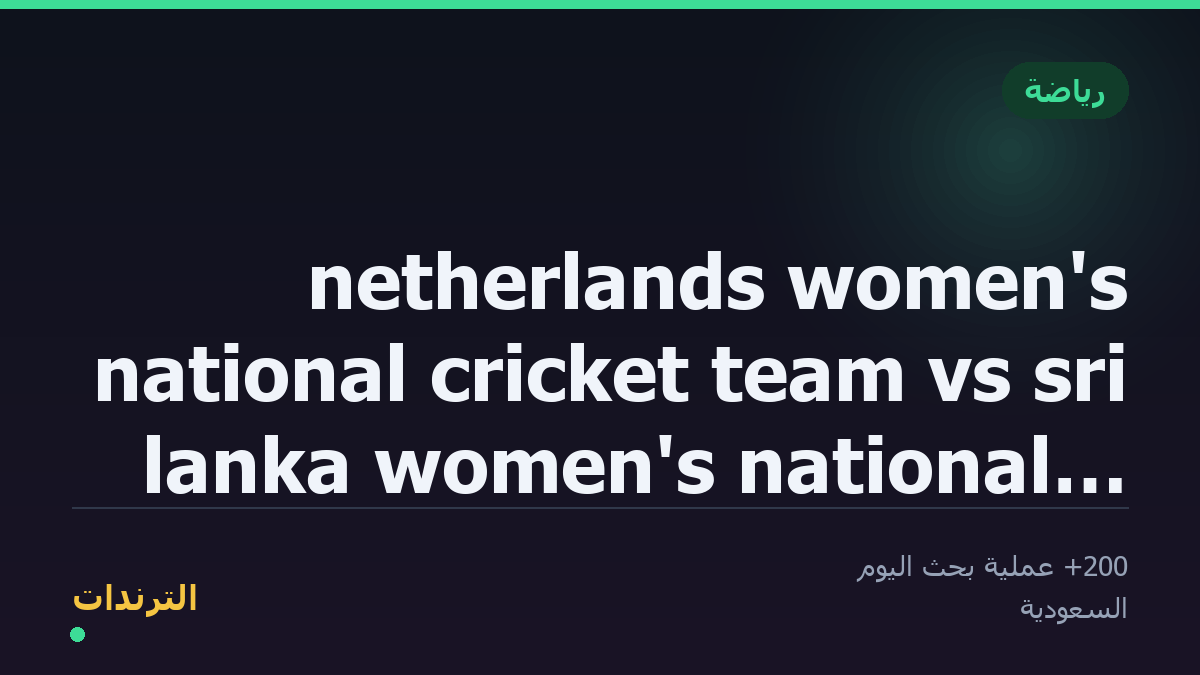 رياضة
netherlands women's
national cricket team vs sri
lanka women's national...
200+ عملية بحث اليوم
السعودية
الترندات